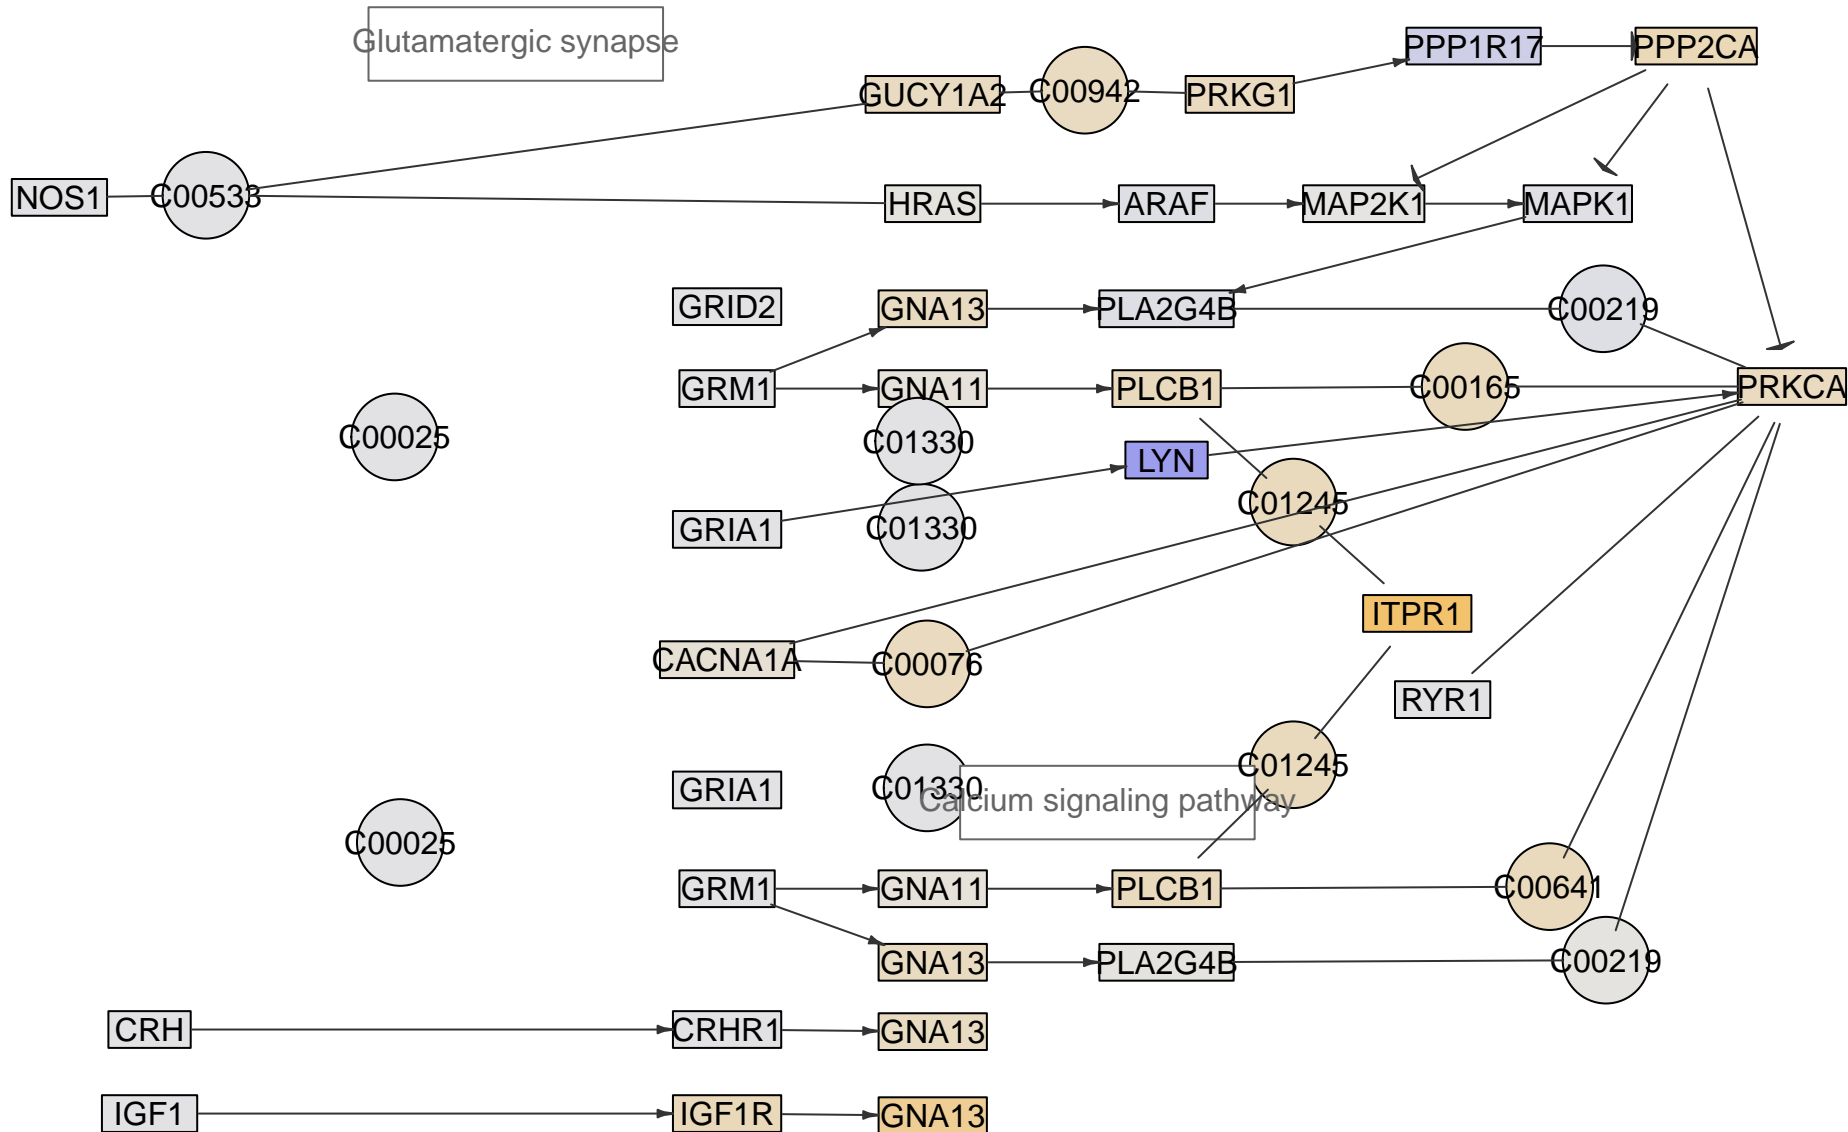 Glutamatergic synapse
PPP1R17
PPP2CA
GUCY1A2
C00942
PRKG1
NOS1
C00533
HRAS
ARAF
MAP2K1
MAPK1
GRID2
GNA13
PLA2G4B
C00219
GRM1
GNA11
PLCB1
C00165
PRKCA
C00025
C01330
LYN
C01245
GRIA1
C01330
ITPR1
CACNA1A
C00076
RYR1
C01245
GRIA1
C01330
Calcium signaling pathway
C00025
GRM1
GNA11
PLCB1
C00641
GNA13
PLA2G4B
C00219
CRH
CRHR1
GNA13
IGF1
IGF1R
GNA13